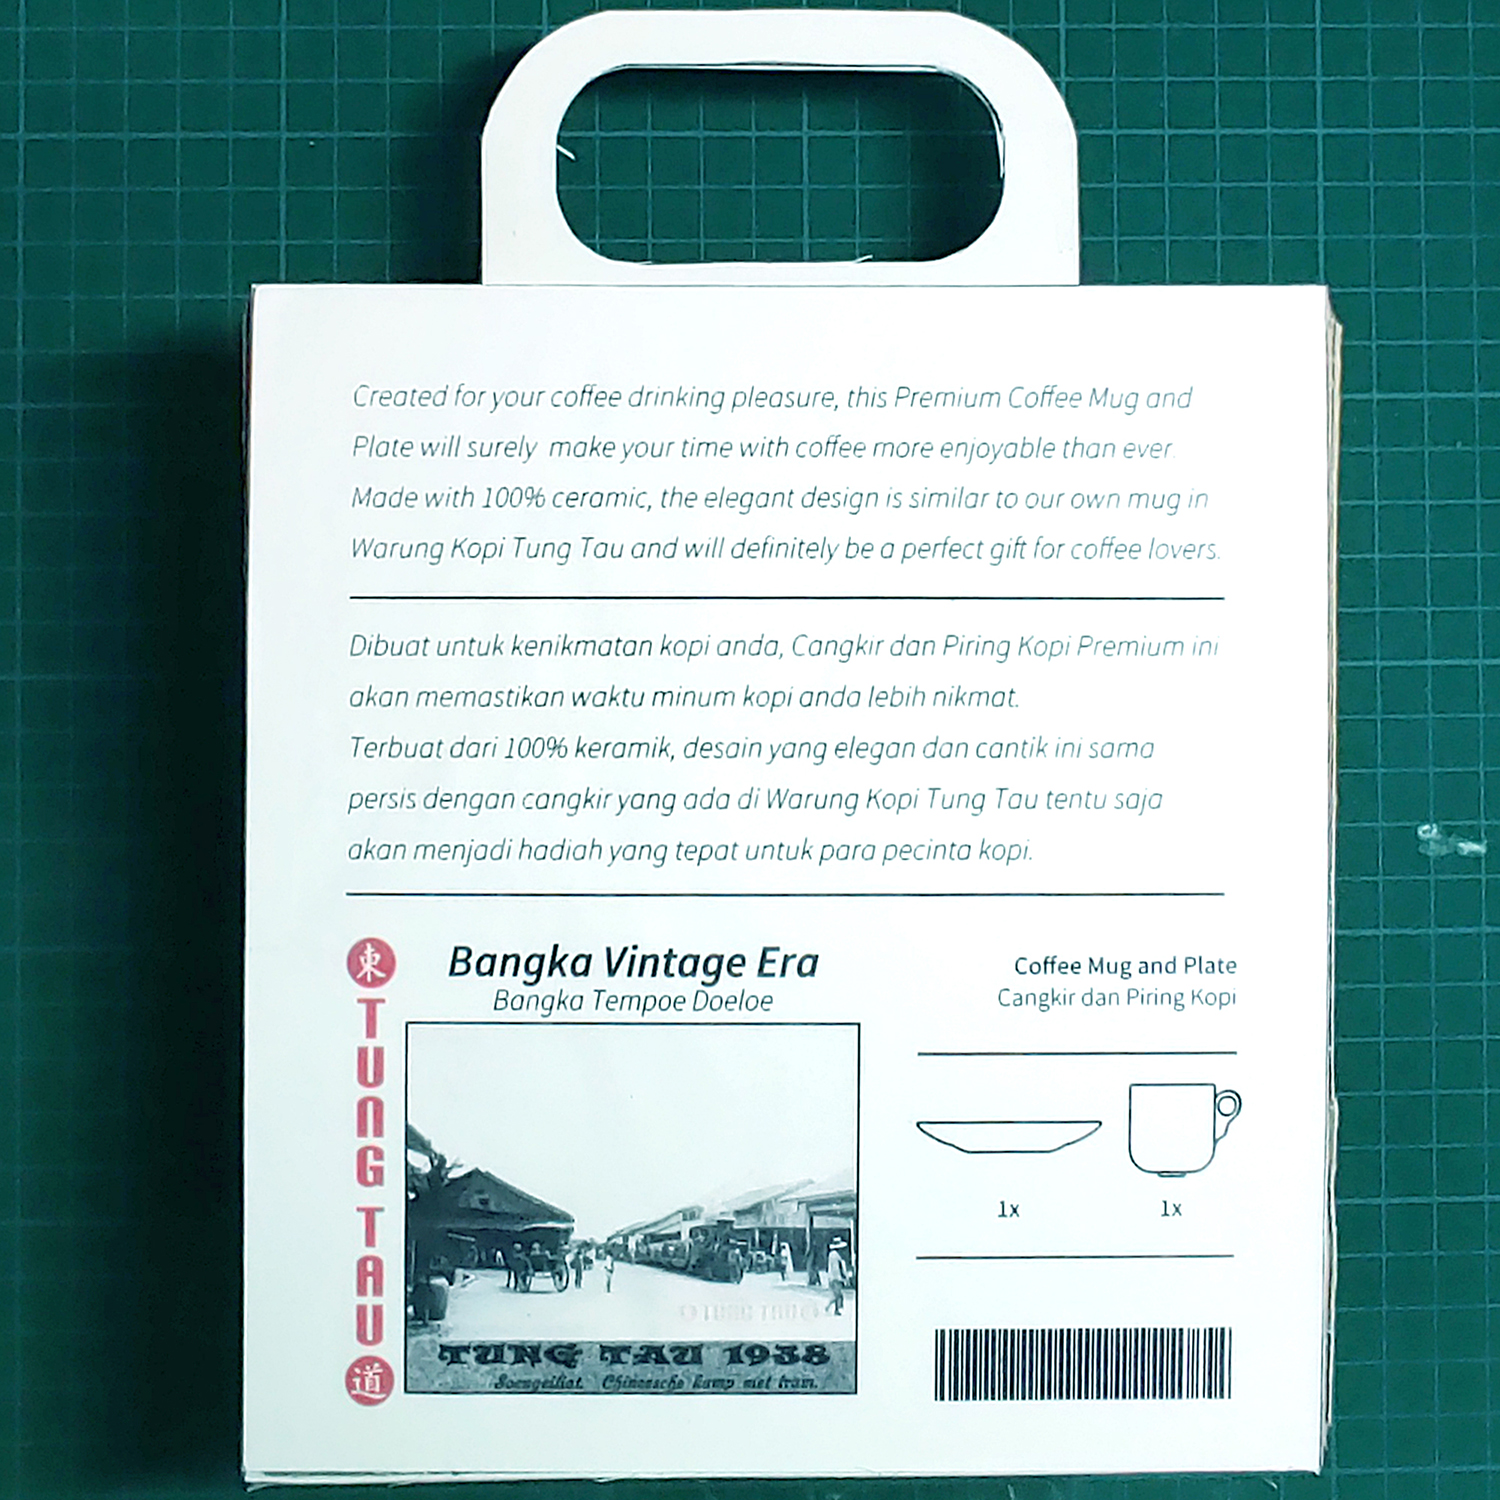 Created for your coffee drinking pleasure, this Premium Coffee Mug and
Plate will surely make your time with coffee more enjoyable than ever.
Made with 100% ceramic, the elegant design is similar to our own mug in
Warung Kopi Tung Tau and will definitely be a perfect gift for coffee lovers.
Dibuat untuk kenikmatan kopi anda, Cangkir dan Piring Kopi Premium ini
akan memastikan waktu minum kopi anda lebih nikmat.
Terbuat dari 100% keramik, desain yang elegan dan cantik ini sama
persis dengan cangkir yang ada di Warung Kopi Tung Tau tentu saja
akan menjadi hadiah yang tepat untuk para pecinta kopi.
東
TUNG TAU
道
Bangka Vintage Era
Bangka Tempoe Doeloe
TUNG TAU
TUNG TAU 1938
Soengeiliat. Chineesche kamp met tram.
Coffee Mug and Plate
Cangkir dan Piring Kopi
1x
1x